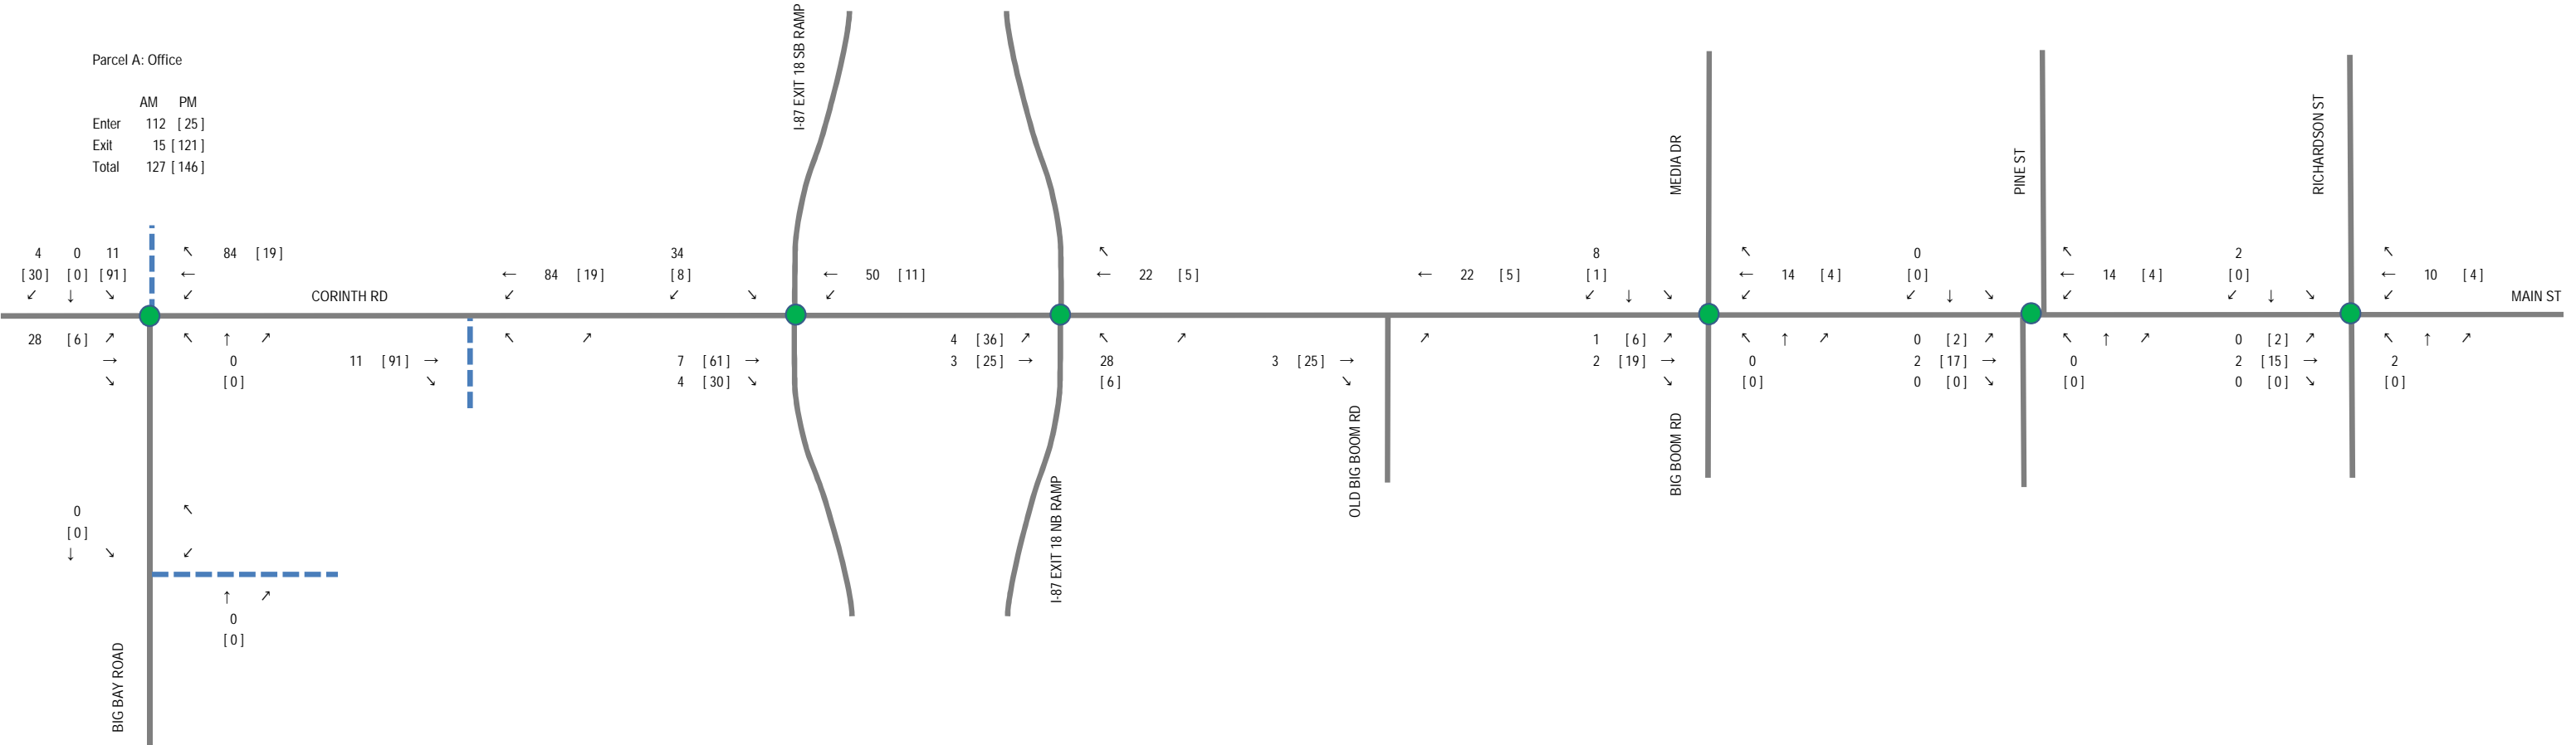 Parcel A: Office
AM PM
Enter 112 [ 25 ]
Exit 15 [ 121 ]
Total 127 [ 146 ]
I-87 EXIT 18 SB RAMP
MEDIA DR
PINE ST
RICHARDSON ST
4 0 11 ↖ 84 [ 19 ] 34 ↖ 8 ↖ 0 ↖ 2 ↖
[ 30 ] [ 0 ] [ 91 ] ← ← 84 [ 19 ] [ 8 ] ← 50 [ 11 ] ← 22 [ 5 ] ← 22 [ 5 ] [ 1 ] ← 14 [ 4 ] [ 0 ] ← 14 [ 4 ] [ 0 ] ← 10 [ 4 ]
↙ ↓ ↘ ↙ CORINTH RD ↙ ↙ ↘ ↙ ↙ ↓ ↘ ↙ ↙ ↓ ↘ ↙ ↙ ↓ ↘ ↙ MAIN ST
28 [ 6 ] ↗ ↖ ↑ ↗ ↖ ↗ 4 [ 36 ] ↗ ↖ ↗ ↗ 1 [ 6 ] ↗ ↖ ↑ ↗ 0 [ 2 ] ↗ ↖ ↑ ↗ 0 [ 2 ] ↗ ↖ ↑ ↗
→ 0 11 [ 91 ] → 7 [ 61 ] → 3 [ 25 ] → 28 3 [ 25 ] → 2 [ 19 ] → 0 2 [ 17 ] → 0 2 [ 15 ] → 2
↘ [ 0 ] ↘ 4 [ 30 ] ↘ [ 6 ] ↘ ↘ [ 0 ] 0 [ 0 ] ↘ [ 0 ] 0 [ 0 ] ↘ [ 0 ]
OLD BIG BOOM RD
BIG BOOM RD
I-87 EXIT 18 NB RAMP
0 ↖
[ 0 ]
↓ ↘ ↙
↑ ↗
0
[ 0 ]
BIG BAY ROAD